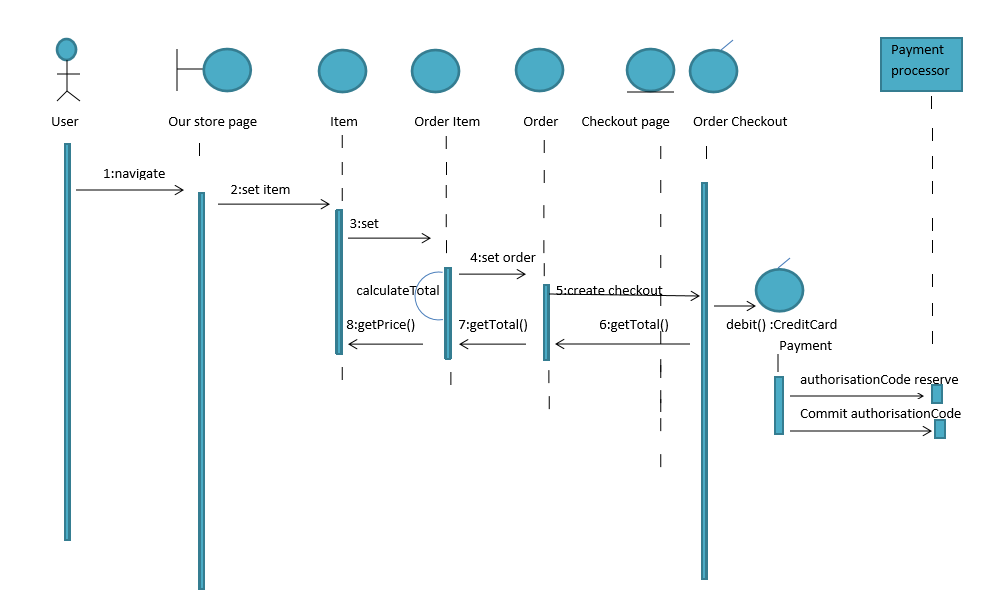 Payment
processor
User
Our store page
Item
Order Item
Order
Checkout page
Order Checkout
1:navigate
2:set item
3:set
4:set order
calculateTotal
5:create checkout
8:getPrice()
7:getTotal()
6:getTotal()
debit() :CreditCard
Payment
authorisationCode reserve
Commit authorisationCode